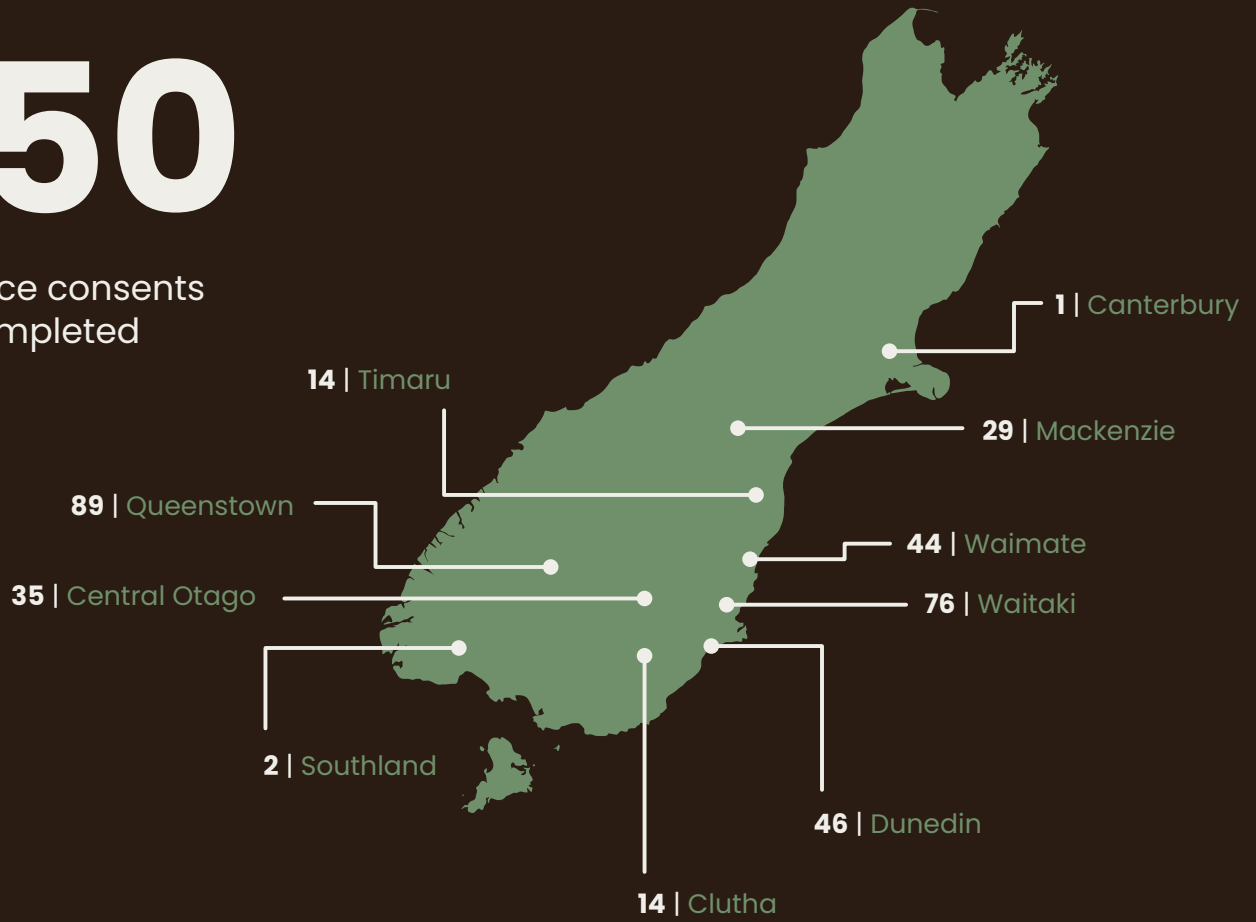 50
ce consents
mpleted
1 | Canterbury
14 | Timaru
29 | Mackenzie
89 | Queenstown
44 | Waimate
35 | Central Otago
76 | Waitaki
2 | Southland
46 | Dunedin
14 | Clutha